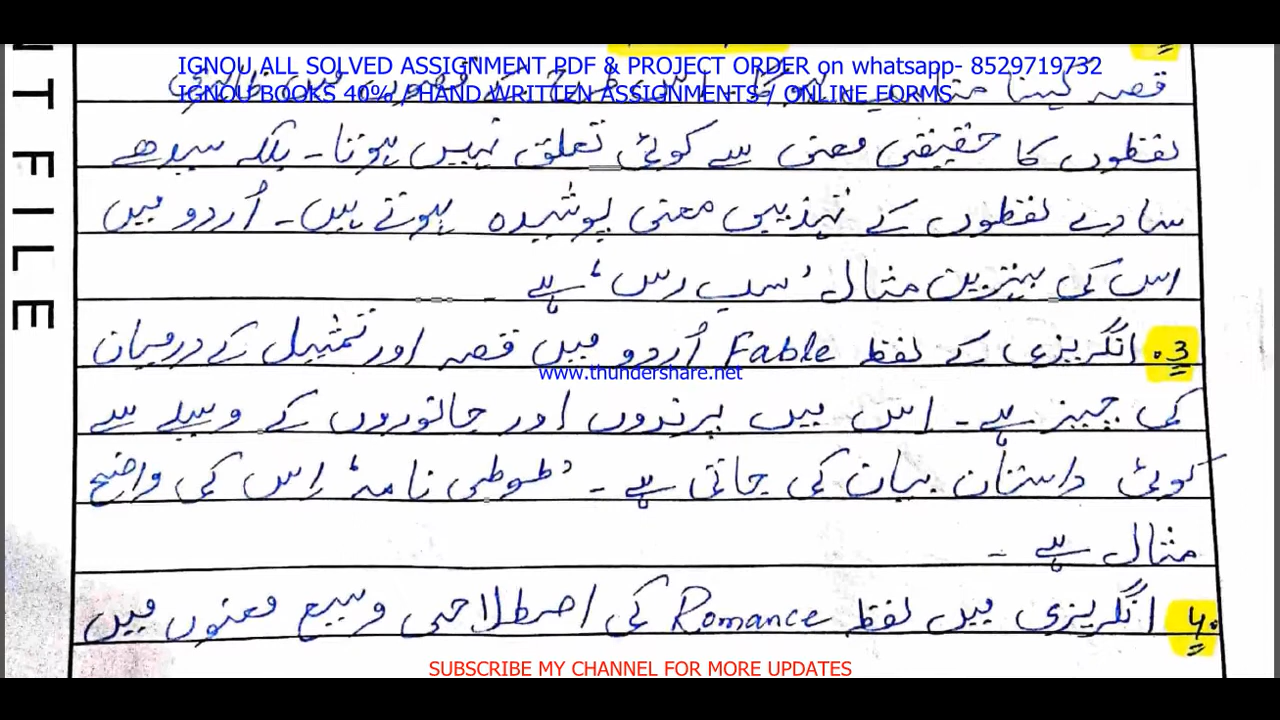 NT FILE
IGNOU ALL SOLVED ASSIGNMENT PDF & PROJECT ORDER on whatsapp- 8529719732
قصہ کہنا
IGNOU BOOKS 40% / HAND WRITTEN ASSIGNMENTS / ONLINE FORMS
لفظوں کا حقیقی معنی سے کوئی تعلق نہیں ہوتا۔ بلکہ سیدھے
سادے لفظوں کے تہذیبی معنی پوشیدہ ہوتے ہیں۔ اُردو میں
اس کی بہترین مثال 'سب رس' ہے۔
3. انگریزی کے لفظ Fable اُردو میں قصہ اور تمثیل کے درمیان
www.thundershare.net
کی چیز ہے۔ اس میں پرندوں اور جانوروں کے وسیلے سے
کوئی داستان بیان کی جاتی ہے۔ 'طوطی نامہ' اس کی واضح
مثال ہے۔
۴. انگریزی میں لفظ Romance کی اصطلاحی وسیع معنوں میں
SUBSCRIBE MY CHANNEL FOR MORE UPDATES